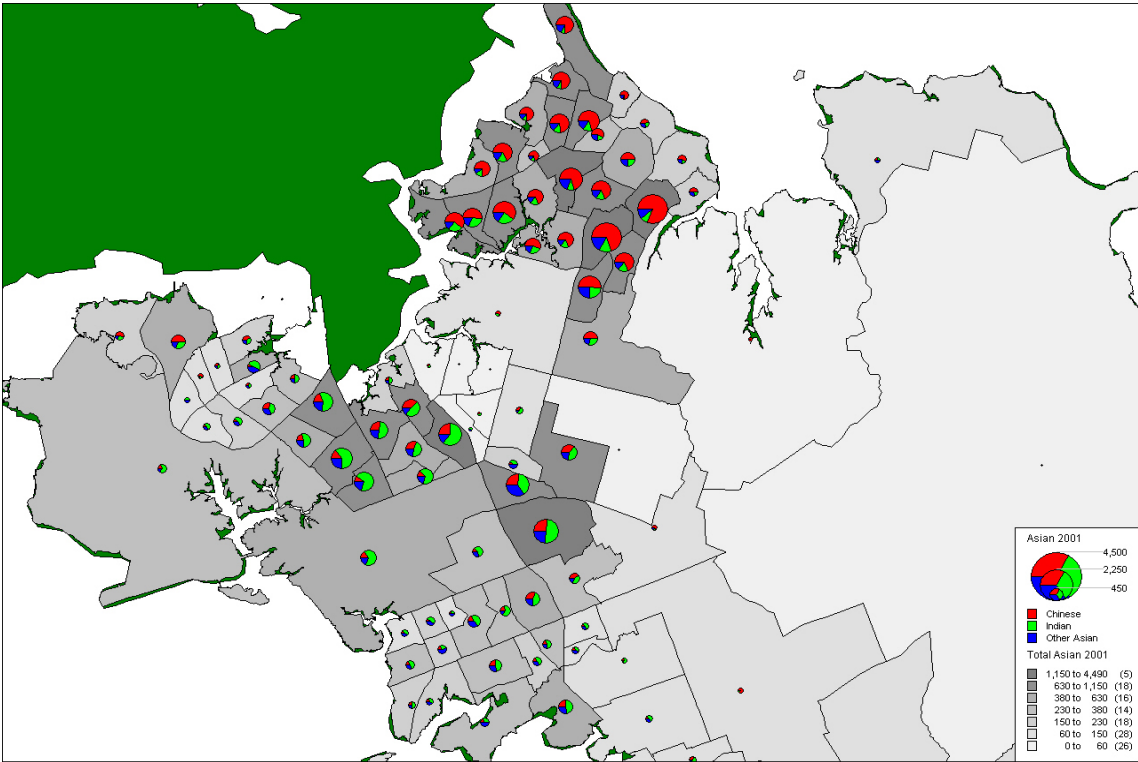 Asian 2001
4,500
2,250
450
Chinese
Indian
Other Asian
Total Asian 2001
1,150 to 4,490 (5)
630 to 1,150 (18)
380 to 630 (16)
230 to 380 (14)
150 to 230 (18)
60 to 150 (28)
0 to 60 (26)